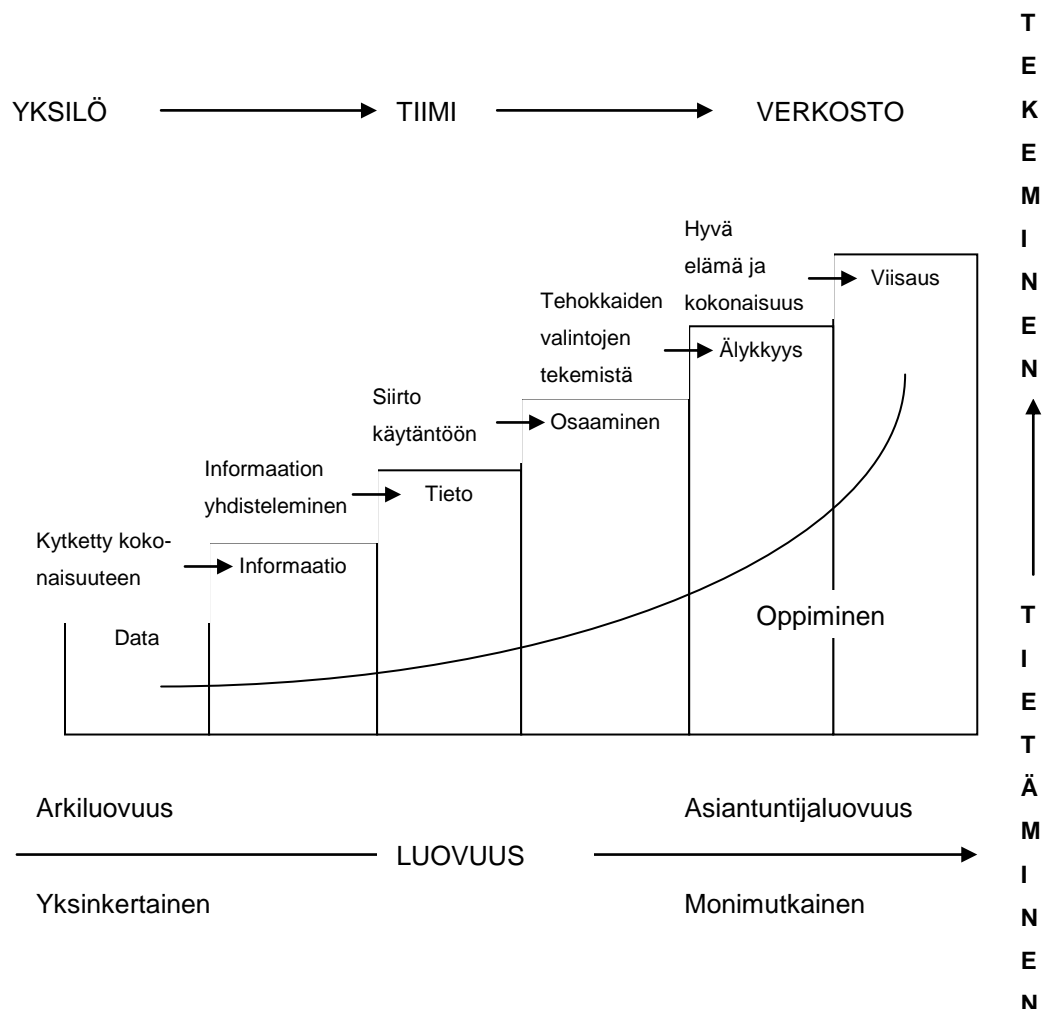 YKSILÖ TIIMI VERKOSTO
Hyvä
elämä ja
kokonaisuus
Viisaus
Tehokkaiden
valintojen
tekemistä
Älykkyys
Siirto
käytäntöön
Osaaminen
Informaation
yhdisteleminen
Tieto
Kytketty koko-
naisuuteen
Informaatio
Data
Oppiminen
Arkiluovuus Asiantuntijaluovuus
LUOVUUS
Yksinkertainen Monimutkainen
TEKEMINEN
TIETÄMINEN